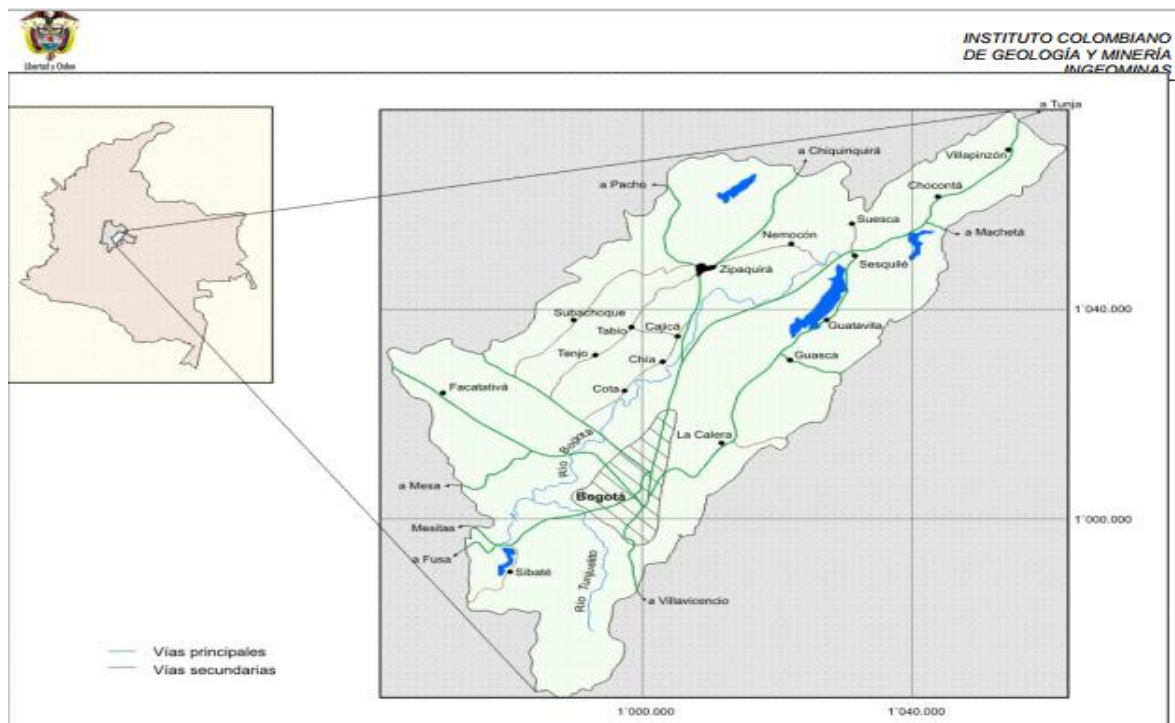 Libertad y Orden
INSTITUTO COLOMBIANO
DE GEOLOGÍA Y MINERÍA
INGEOMINAS
a Tunja
Villapinzón
a Chiquinquirá
a Pacho
Chocontá
Suesca
a Machetá
Nemocón
Sesquilé
Zipaquirá
1´040.000
Subachoque
Tabio
Cajicá
Guatavita
Tenjo
Chía
Guasca
Facatativá
Cota
La Calera
Río Bogotá
a Mesa
Bogotá
Mesitas
1´000.000
a Fusa
Sibaté
Río Tunjuelito
a Villavicencio
Vías principales
Vías secundarias
1´000.000
1´040.000